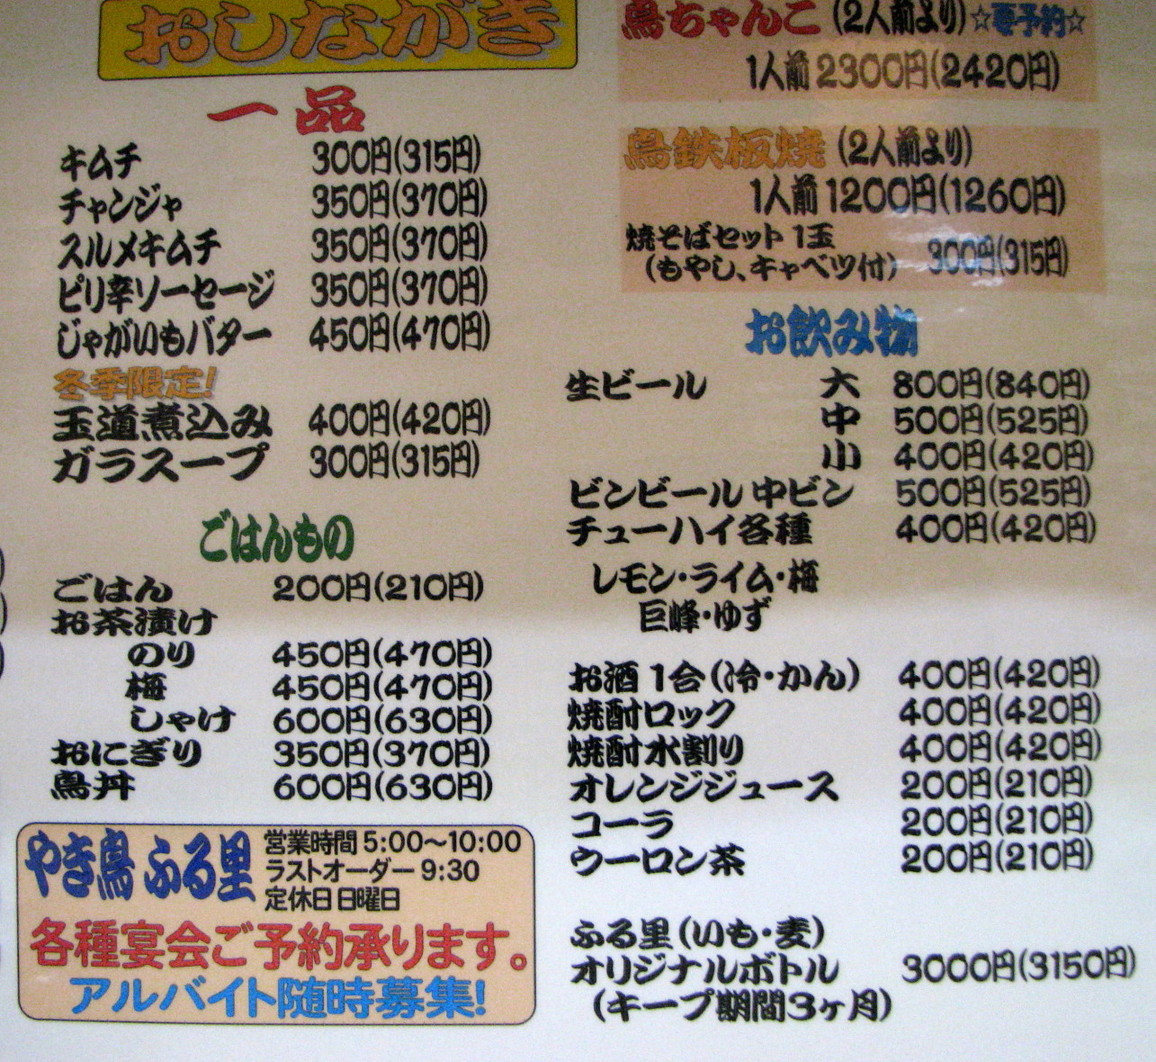 おしながき
一品
キムチ 300円(315円)
チャンジャ 350円(370円)
スルメキムチ 350円(370円)
ピリ辛ソーセージ 350円(370円)
じゃがいもバター 450円(470円)
冬季限定!
玉道煮込み 400円(420円)
ガラスープ 300円(315円)
ごはんもの
ごはん 200円(210円)
お茶漬け
のり 450円(470円)
梅 450円(470円)
しゃけ 600円(630円)
おにぎり 350円(370円)
鳥丼 600円(630円)
やき鳥 ふる里
営業時間 5:00〜10:00
ラストオーダー 9:30
定休日 日曜日
各種宴会ご予約承ります。
アルバイト随時募集!
鳥ちゃんこ (2人前より) ☆要予約☆
1人前 2300円(2420円)
鳥鉄板焼 (2人前より)
1人前 1200円(1260円)
焼そばセット 1玉
(もやし、キャベツ付) 300円(315円)
お飲み物
生ビール 大 800円(840円)
中 500円(525円)
小 400円(420円)
ビンビール 中ビン 500円(525円)
チューハイ各種 400円(420円)
レモン・ライム・梅
巨峰・ゆず
お酒 1合 (冷・かん) 400円(420円)
焼酎ロック 400円(420円)
焼酎水割り 400円(420円)
オレンジジュース 200円(210円)
コーラ 200円(210円)
ウーロン茶 200円(210円)
ふる里 (いも・麦)
オリジナルボトル 3000円(3150円)
(キープ期間3ヶ月)